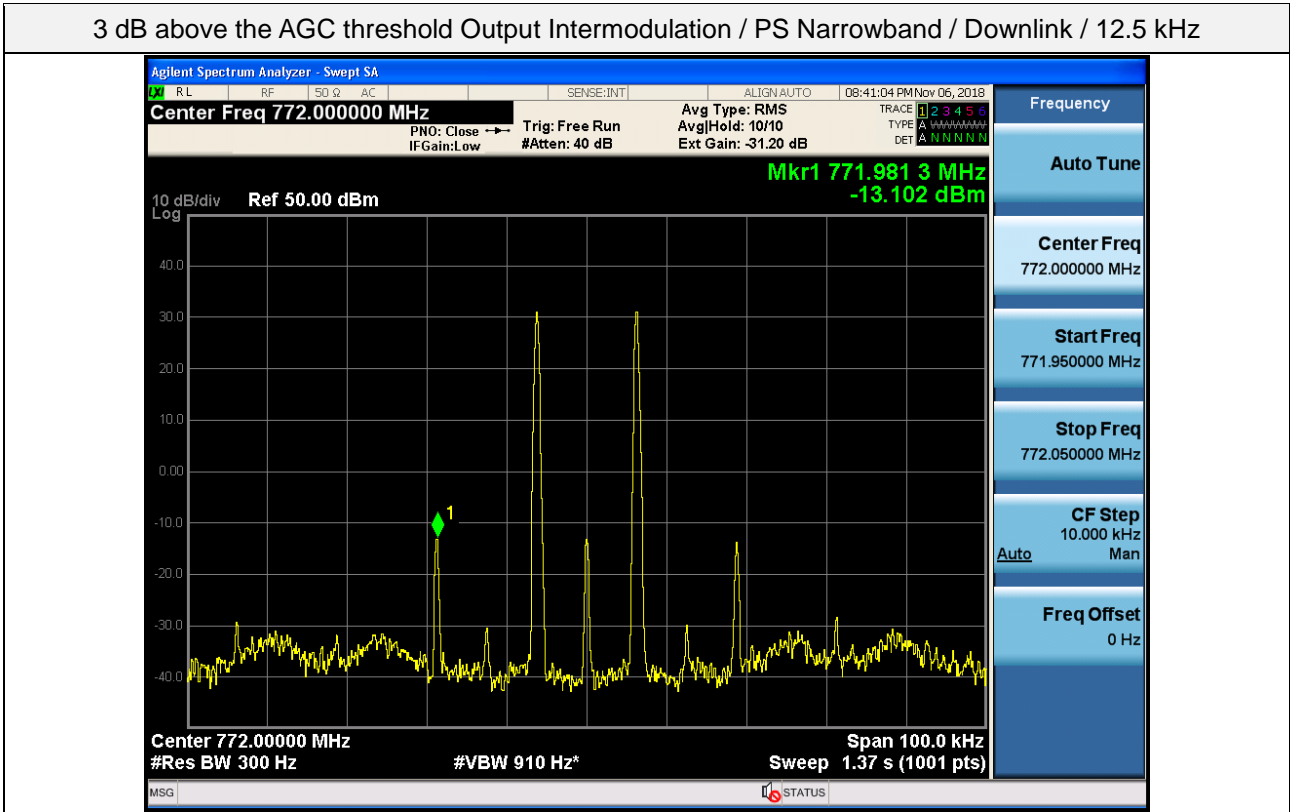 3 dB above the AGC threshold Output Intermodulation / PS Narrowband / Downlink / 12.5 kHz
Agilent Spectrum Analyzer - Swept SA
LXI RL RF 50 Ω AC SENSE:INT ALIGN AUTO 08:41:04 PM Nov 06, 2018
Center Freq 772.000000 MHz
PNO: Close
IFGain:Low
Trig: Free Run
#Atten: 40 dB
Avg Type: RMS
Avg|Hold: 10/10
Ext Gain: -31.20 dB
TRACE 1 2 3 4 5 6
TYPE A WWWWW
DET A N N N N N
Mkr1 771.981 3 MHz
-13.102 dBm
10 dB/div Ref 50.00 dBm
Log
40.0
30.0
20.0
10.0
0.00
-10.0
-20.0
-30.0
-40.0
1
Center 772.00000 MHz
#Res BW 300 Hz
#VBW 910 Hz*
Span 100.0 kHz
Sweep 1.37 s (1001 pts)
MSG
STATUS
Frequency
Auto Tune
Center Freq
772.000000 MHz
Start Freq
771.950000 MHz
Stop Freq
772.050000 MHz
CF Step
10.000 kHz
Auto Man
Freq Offset
0 Hz